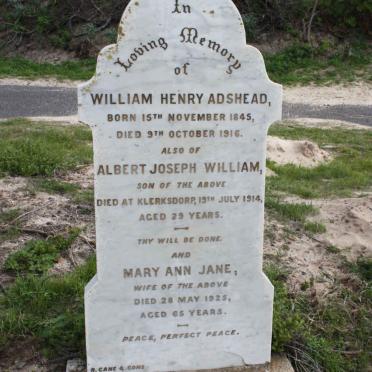 In
Loving Memory
of
WILLIAM HENRY ADSHEAD,
BORN 15TH NOVEMBER 1845,
DIED 9TH OCTOBER 1916.
ALSO OF
ALBERT JOSEPH WILLIAM,
SON OF THE ABOVE
DIED AT KLERKSDORP, 19TH JULY 1914,
AGED 29 YEARS.
THY WILL BE DONE.
AND
MARY ANN JANE,
WIFE OF THE ABOVE
DIED 28 MAY 1925,
AGED 65 YEARS.
PEACE, PERFECT PEACE.
R. CANE & SONS